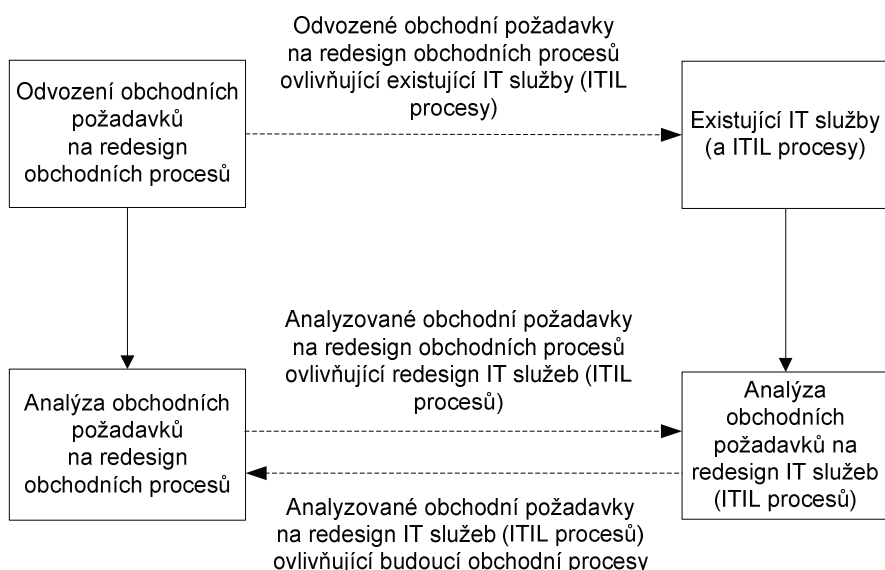 Odvozené obchodní požadavky
na redesign obchodních procesů
ovlivňující existující IT služby (ITIL
procesy)
Odvození obchodních
požadavků
na redesign
obchodních procesů
Existující IT služby
(a ITIL procesy)
Analyzované obchodní požadavky
na redesign obchodních procesů
ovlivňující redesign IT služeb (ITIL
procesů)
Analýza obchodních
požadavků
na redesign
obchodních procesů
Analýza
obchodních
požadavků na
redesign IT služeb
(ITIL procesů)
Analyzované obchodní požadavky
na redesign IT služeb (ITIL procesů)
ovlivňující budoucí obchodní procesy